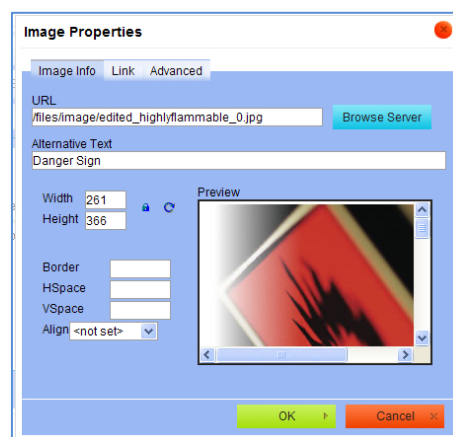 Image Properties
Image Info Link Advanced
URL
/files/image/edited_highlyflammable_0.jpg Browse Server
Alternative Text
Danger Sign
Width 261 Preview
Height 366
Border
HSpace
VSpace
Align <not set>
OK Cancel